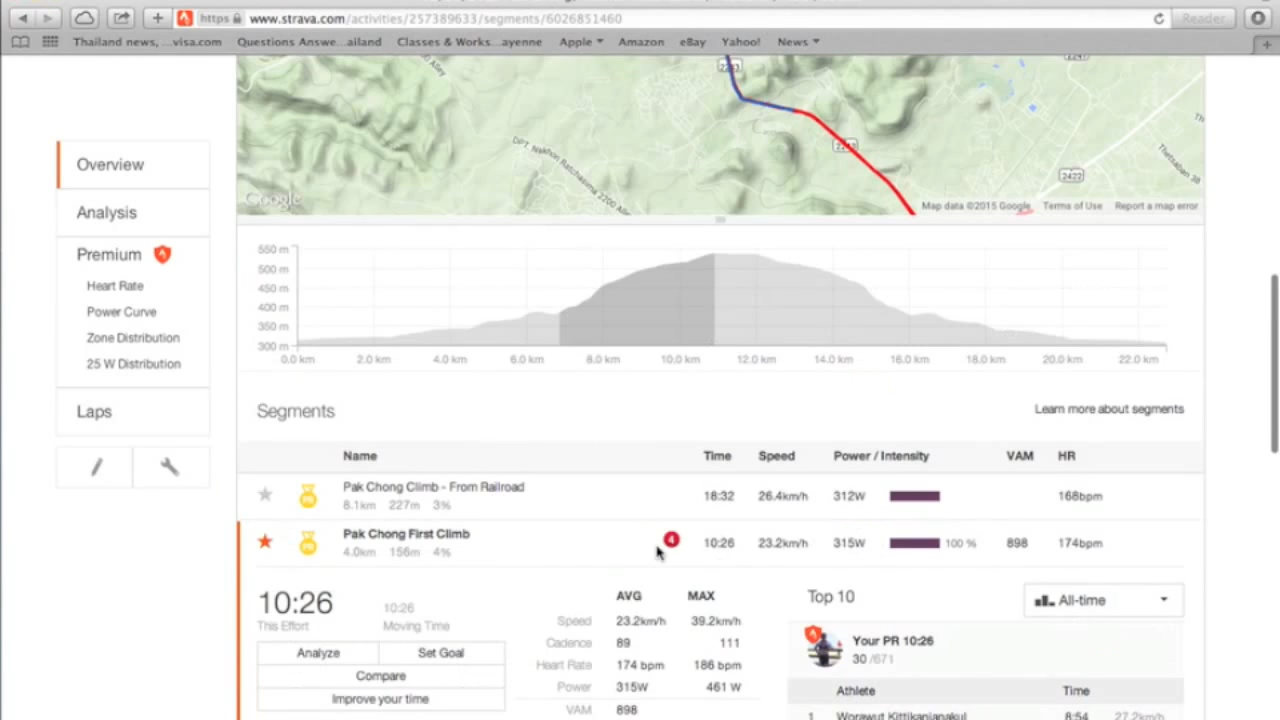 https www.strava.com/activities/257389633/segments/6026851460
Reader
Thailand news, ...visa.com Questions Answe...ailand Classes & Works...ayenne Apple Amazon eBay Yahoo! News
Overview
Analysis
Premium
Heart Rate
Power Curve
Zone Distribution
25 W Distribution
Laps
2422
Google
Map data ©2015 Google Terms of Use Report a map error
550 m
500 m
450 m
400 m
350 m
300 m
0.0 km 2.0 km 4.0 km 6.0 km 8.0 km 10.0 km 12.0 km 14.0 km 16.0 km 18.0 km 20.0 km 22.0 km
Segments
Learn more about segments
Name Time Speed Power / Intensity VAM HR
PR Pak Chong Climb - From Railroad 18:32 26.4km/h 312W 168bpm
8.1km 227m 3%
PR Pak Chong First Climb 4 10:26 23.2km/h 315W 100 % 898 174bpm
4.0km 156m 4%
10:26
This Effort
10:26
Moving Time
Analyze Set Goal
Compare
Improve your time
AVG MAX
Speed 23.2km/h 39.2km/h
Cadence 89 111
Heart Rate 174 bpm 186 bpm
Power 315W 461 W
VAM 898
Top 10
All-time
Your PR 10:26
30 /671
Athlete Time
1 Worawut Kittikanjanakul 8:54 27.2km/h